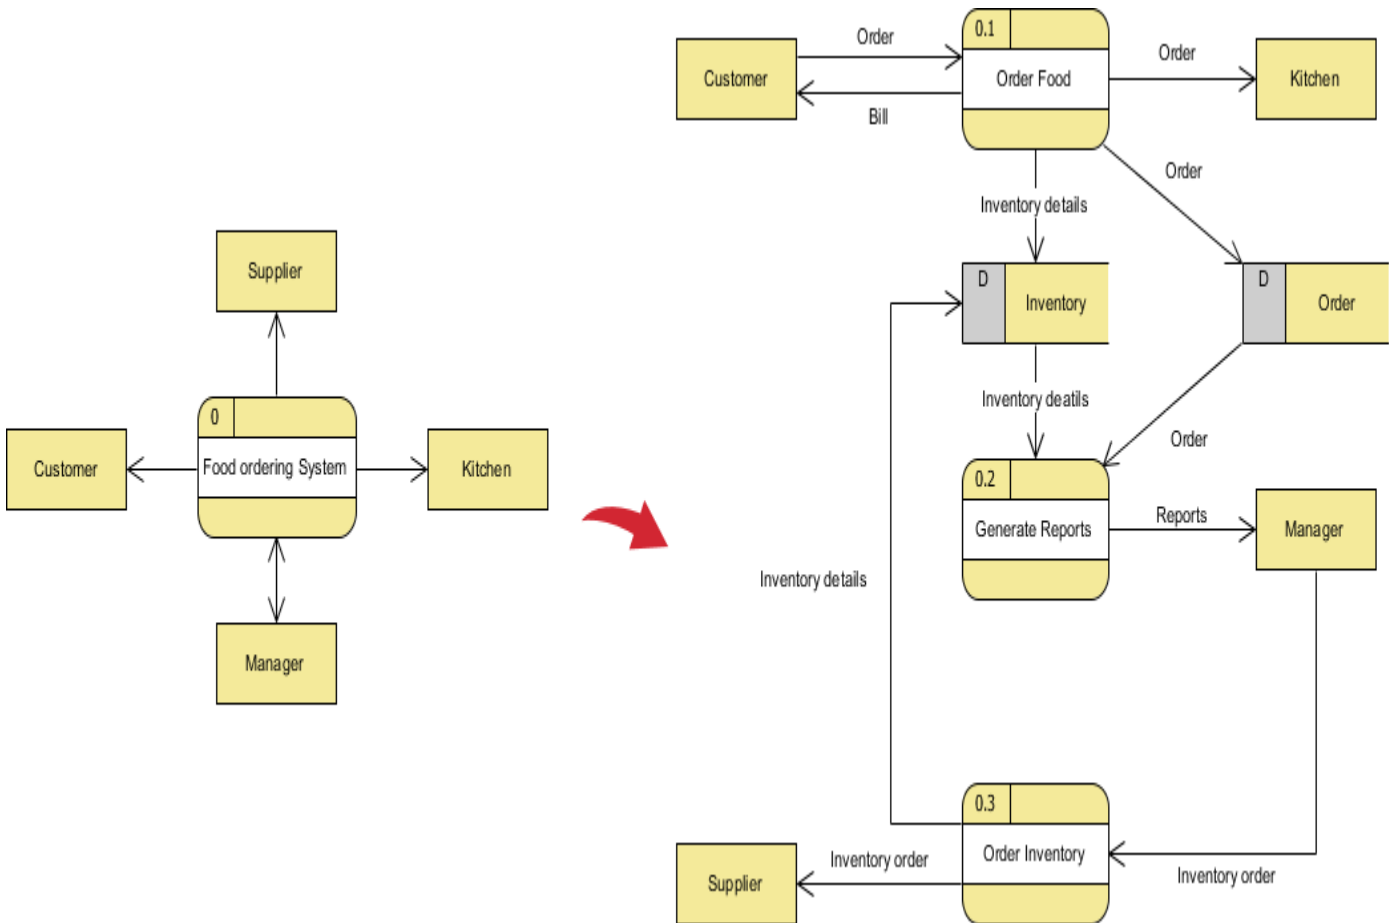 Supplier
0
Food ordering System
Customer
Kitchen
Manager
Customer
Order
Bill
0.1
Order Food
Order
Kitchen
Inventory details
Order
D
Inventory
D
Order
Inventory deatils
Order
0.2
Generate Reports
Reports
Manager
Inventory details
0.3
Order Inventory
Inventory order
Supplier
Inventory order